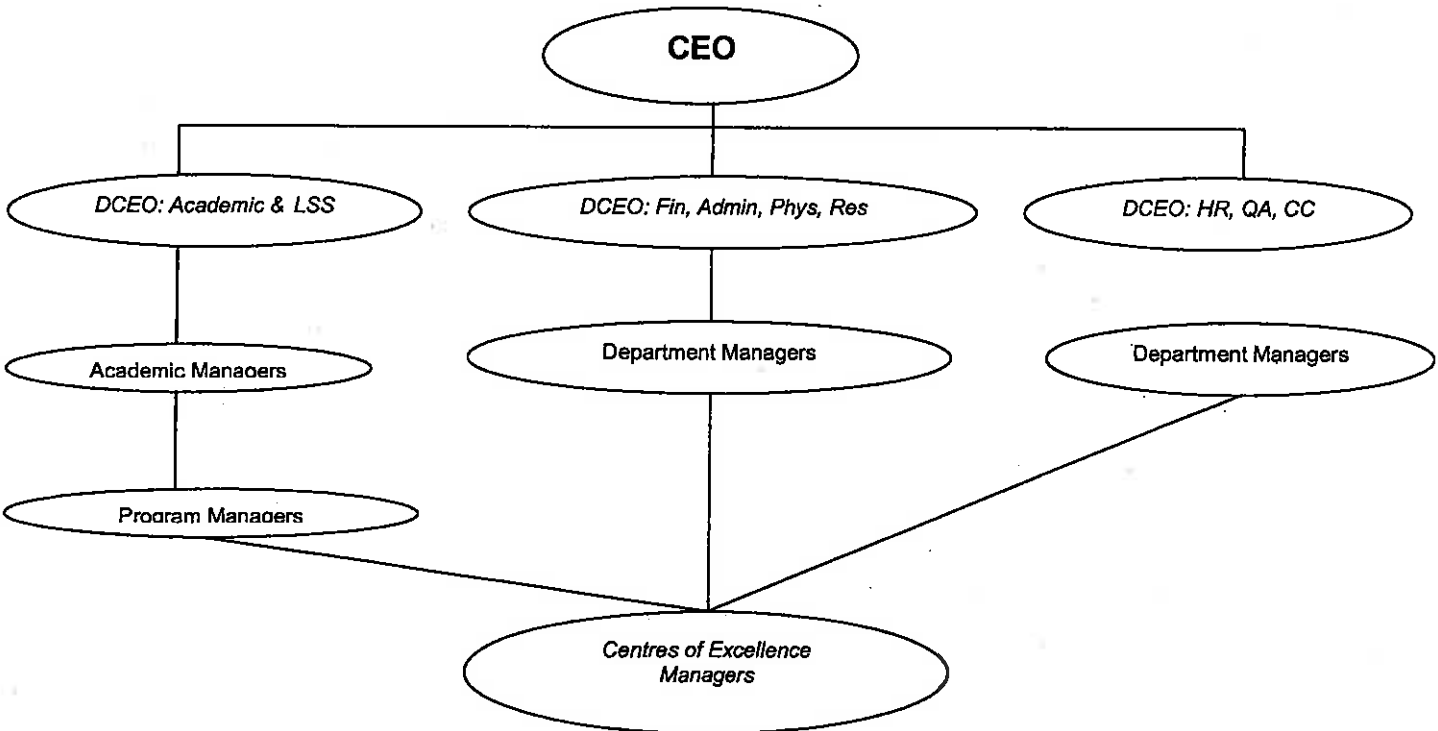 CEO
DCEO: Academic & LSS
DCEO: Fin, Admin, Phys, Res
DCEO: HR, QA, CC
Academic Managers
Department Managers
Department Managers
Program Managers
Centres of Excellence
Managers